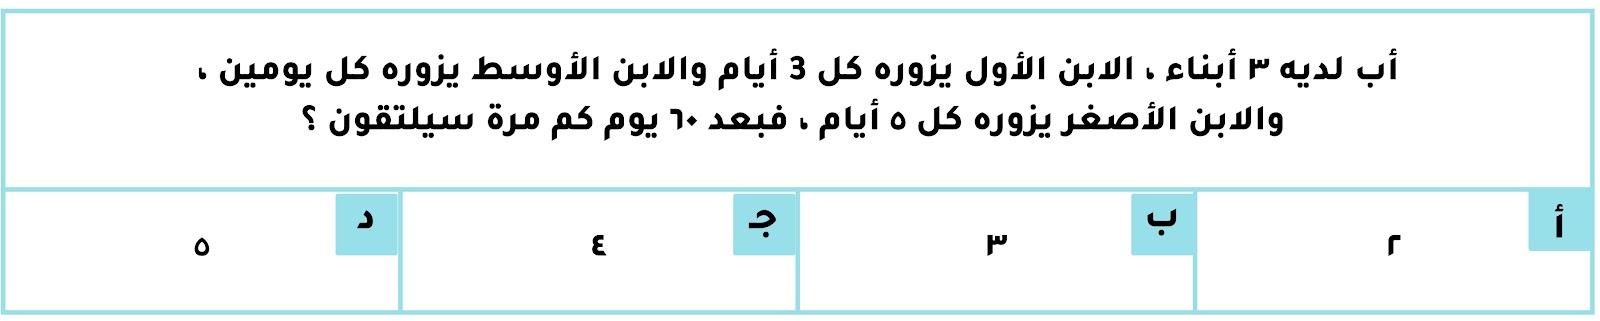 أب لديه ٣ أبناء ، الابن الأول يزوره كل 3 أيام والابن الأوسط يزوره كل يومين ،
والابن الأصغر يزوره كل ٥ أيام ، فبعد ٦٠ يوم كم مرة سيلتقون ؟
أ
٢
ب
٣
جـ
٤
د
٥